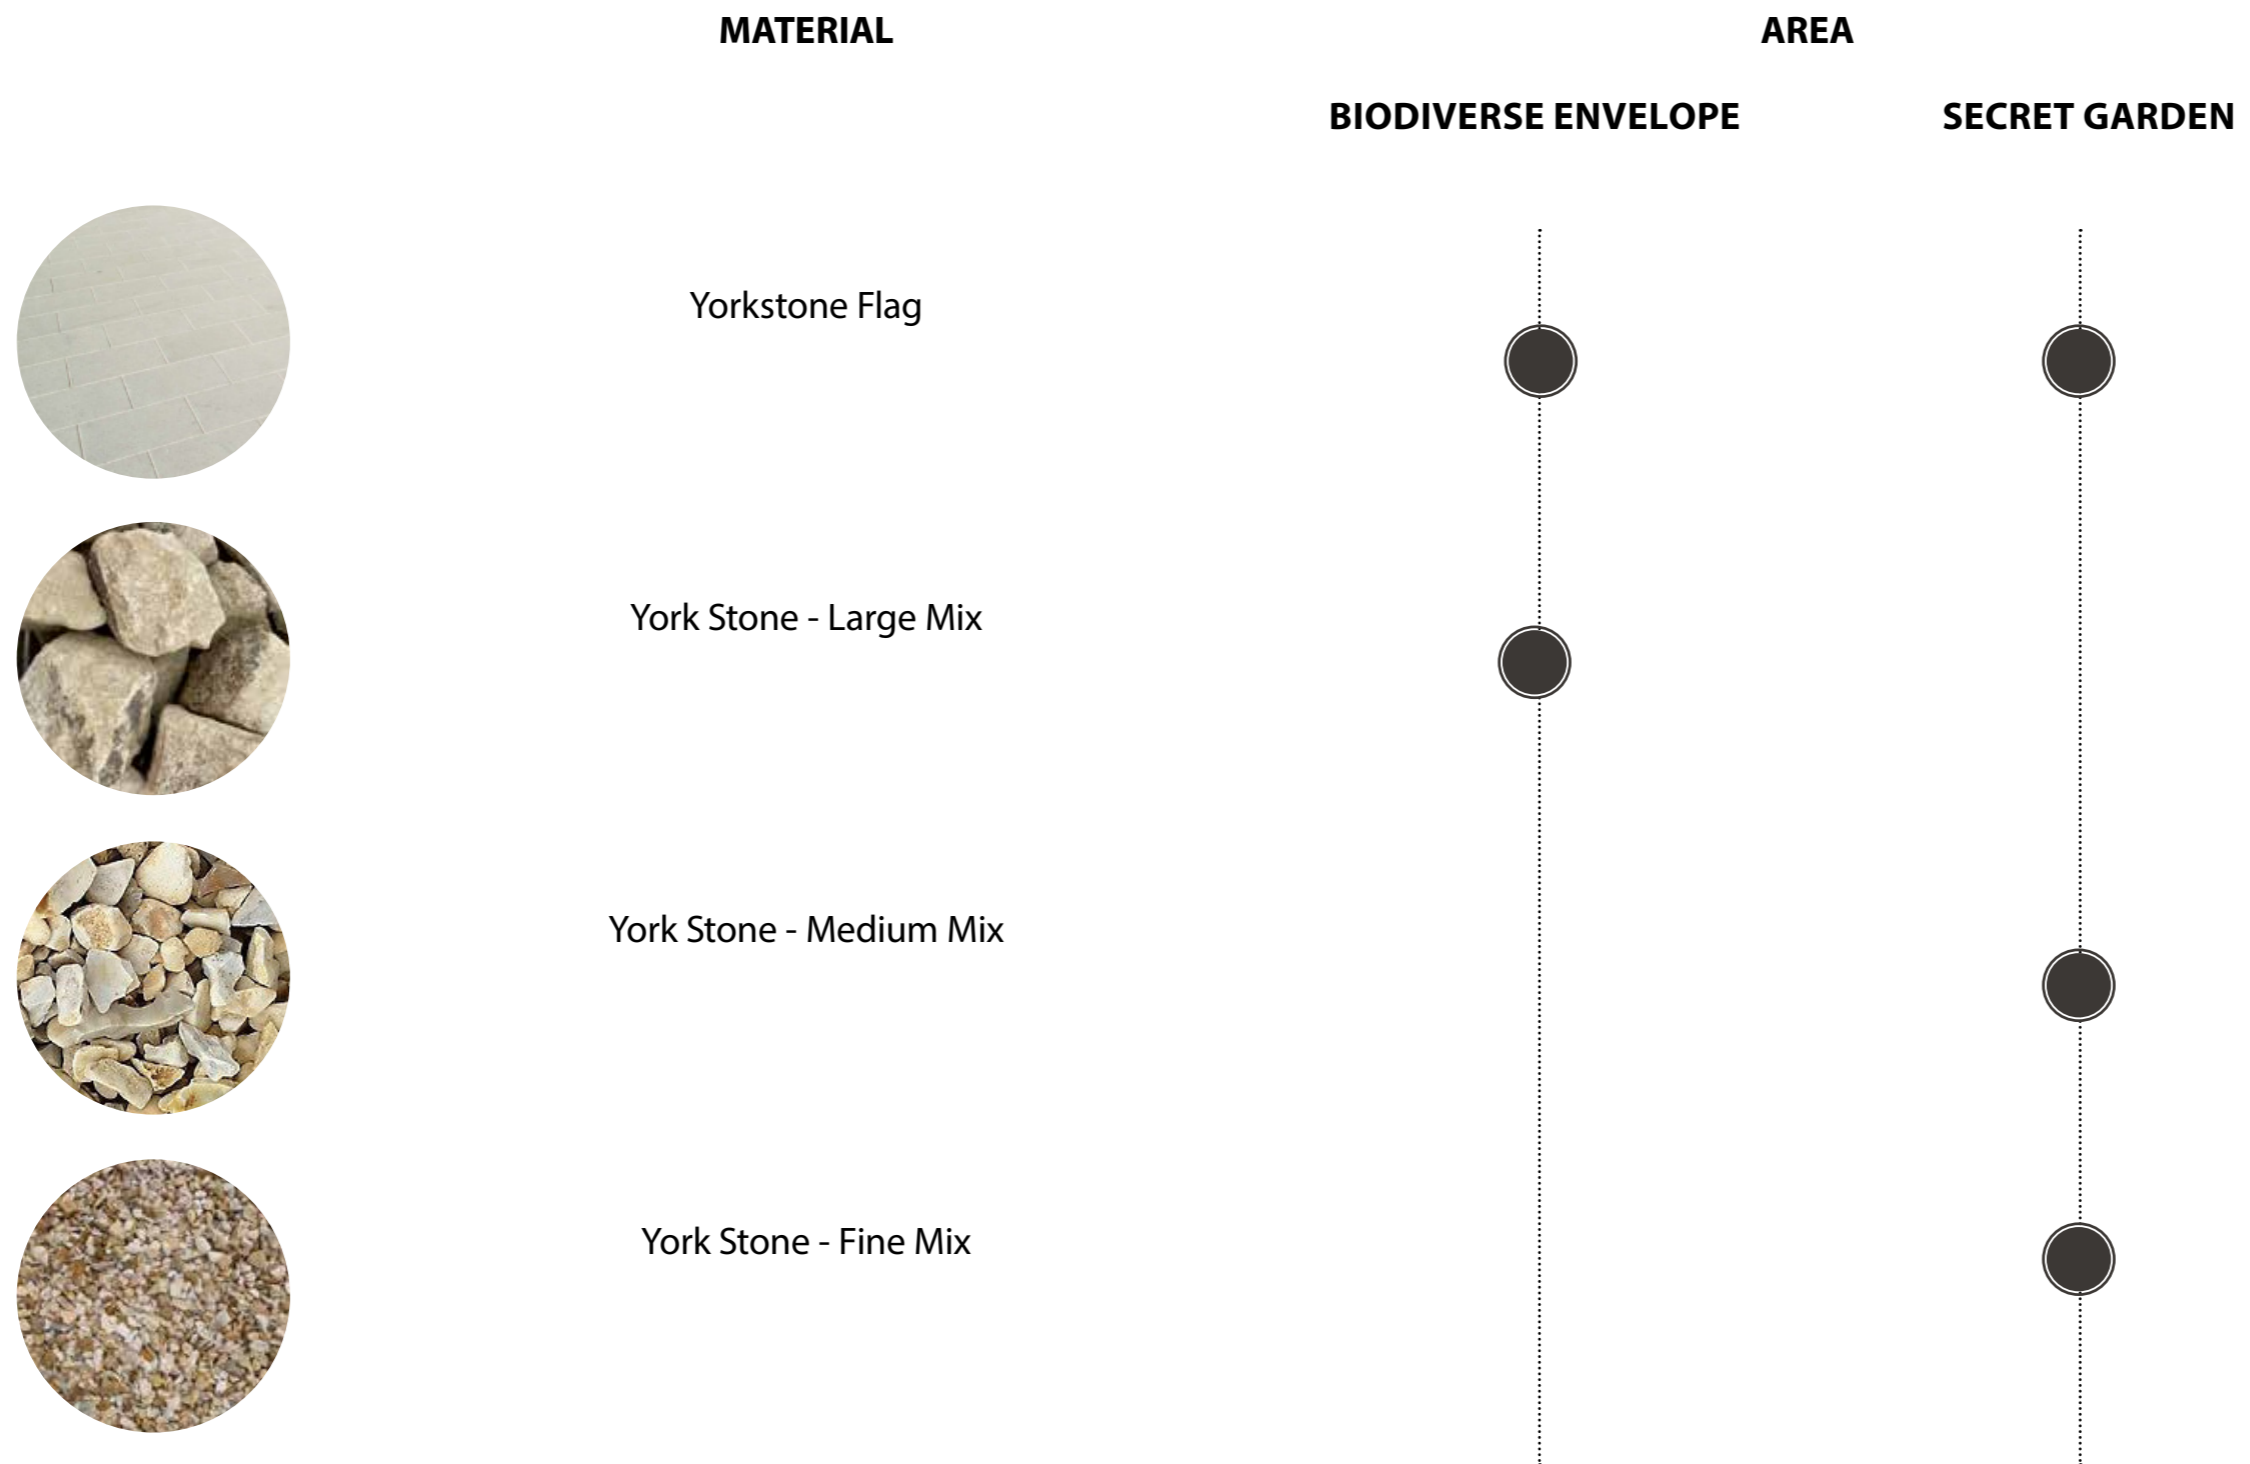 MATERIAL
AREA
BIODIVERSE ENVELOPE
SECRET GARDEN
Yorkstone Flag
York Stone - Large Mix
York Stone - Medium Mix
York Stone - Fine Mix